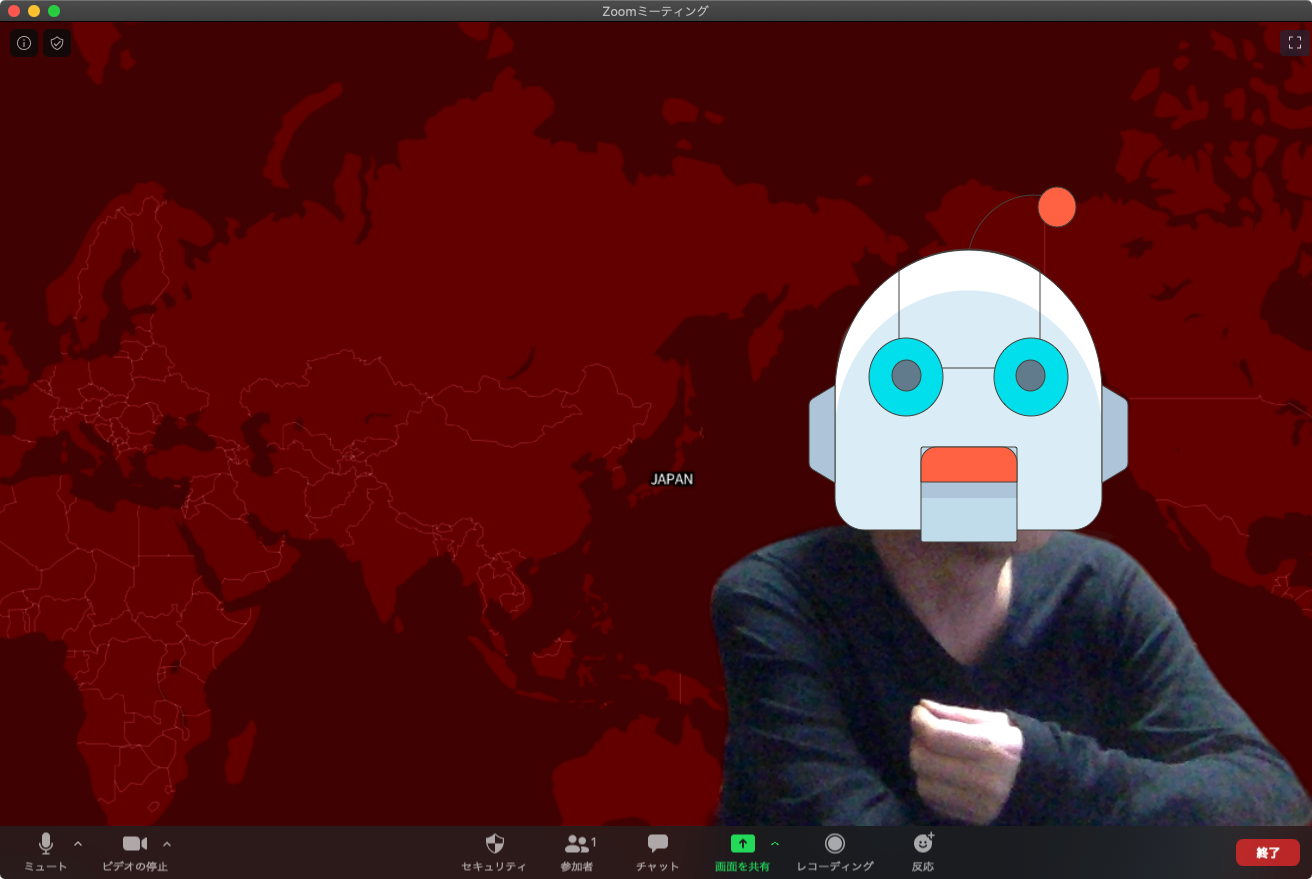 Zoomミーティング
JAPAN
ミュート
ビデオの停止
セキュリティ
1
参加者
チャット
画面を共有
レコーディング
反応
終了